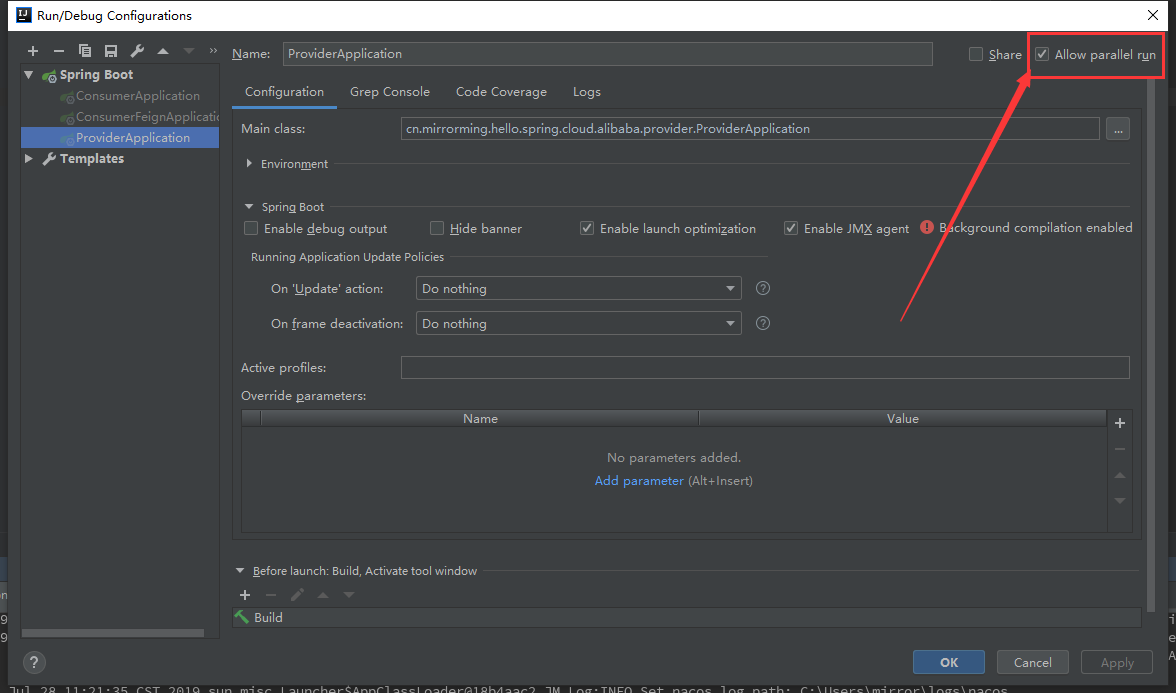 IJ Run/Debug Configurations
Name: ProviderApplication Share Allow parallel run
Spring Boot
ConsumerApplication
ConsumerFeignApplicatio
ProviderApplication
Templates
Configuration Grep Console Code Coverage Logs
Main class: cn.mirrorming.hello.spring.cloud.alibaba.provider.ProviderApplication ...
Environment
Spring Boot
Enable debug output Hide banner Enable launch optimization Enable JMX agent Background compilation enabled
Running Application Update Policies
On 'Update' action: Do nothing ?
On frame deactivation: Do nothing ?
Active profiles:
Override parameters:
Name Value
No parameters added.
Add parameter (Alt+Insert)
Before launch: Build, Activate tool window
Build
? OK Cancel Apply
Jul 28, 11:21:35 CST 2019 sun.misc.Launcher$AppClassLoader@18b4aac2 JM.Log:INFO Set nacos log path: C:\Users\mirror\logs\nacos